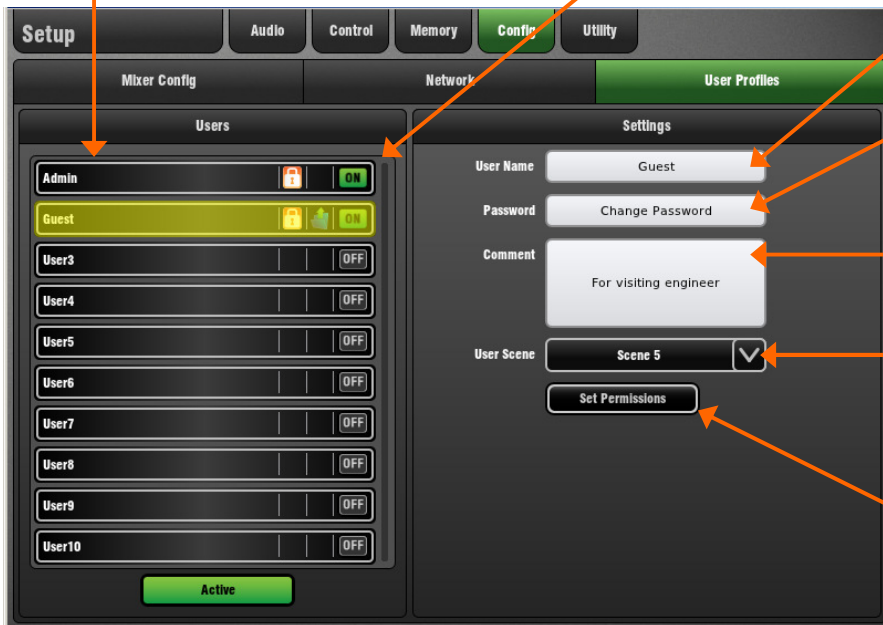 Setup
Audio Control Memory Config Utility
Mixer Config Network User Profiles
Users
Admin ON
Guest ON
User3 OFF
User4 OFF
User5 OFF
User6 OFF
User7 OFF
User8 OFF
User9 OFF
User10 OFF
Active
Settings
User Name Guest
Password Change Password
Comment For visiting engineer
User Scene Scene 5
Set Permissions